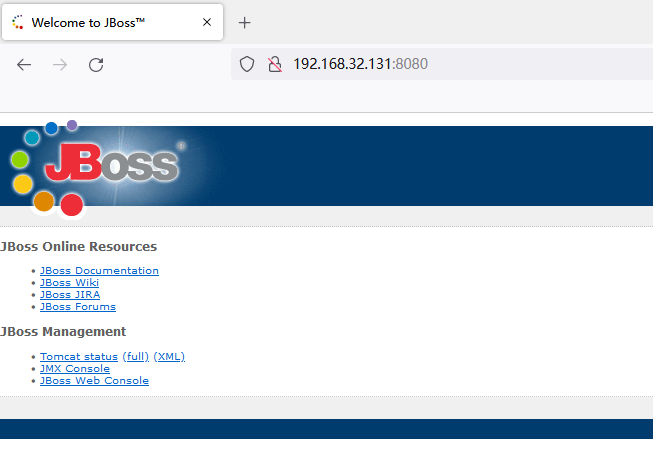 Welcome to JBoss™
192.168.32.131:8080
JBoss®
JBoss Online Resources
JBoss Documentation
JBoss Wiki
JBoss JIRA
JBoss Forums
JBoss Management
Tomcat status (full) (XML)
JMX Console
JBoss Web Console